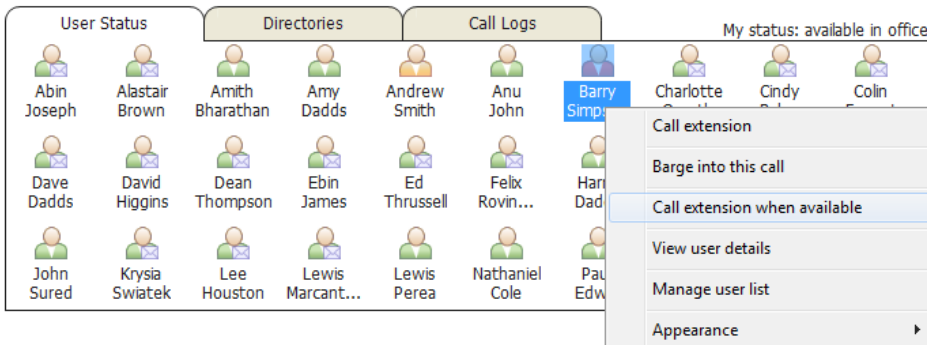 User Status
Directories
Call Logs
My status: available in office
Abin
Joseph
Alastair
Brown
Amith
Bharathan
Amy
Dadds
Andrew
Smith
Anu
John
Barry
Simps
Charlotte
Cindy
Colin
Dave
Dadds
David
Higgins
Dean
Thompson
Ebin
James
Ed
Thrussell
Felix
Rovin...
John
Sured
Krysia
Swiatek
Lee
Houston
Lewis
Marcant...
Lewis
Perea
Nathaniel
Cole
Call extension
Barge into this call
Call extension when available
View user details
Manage user list
Appearance